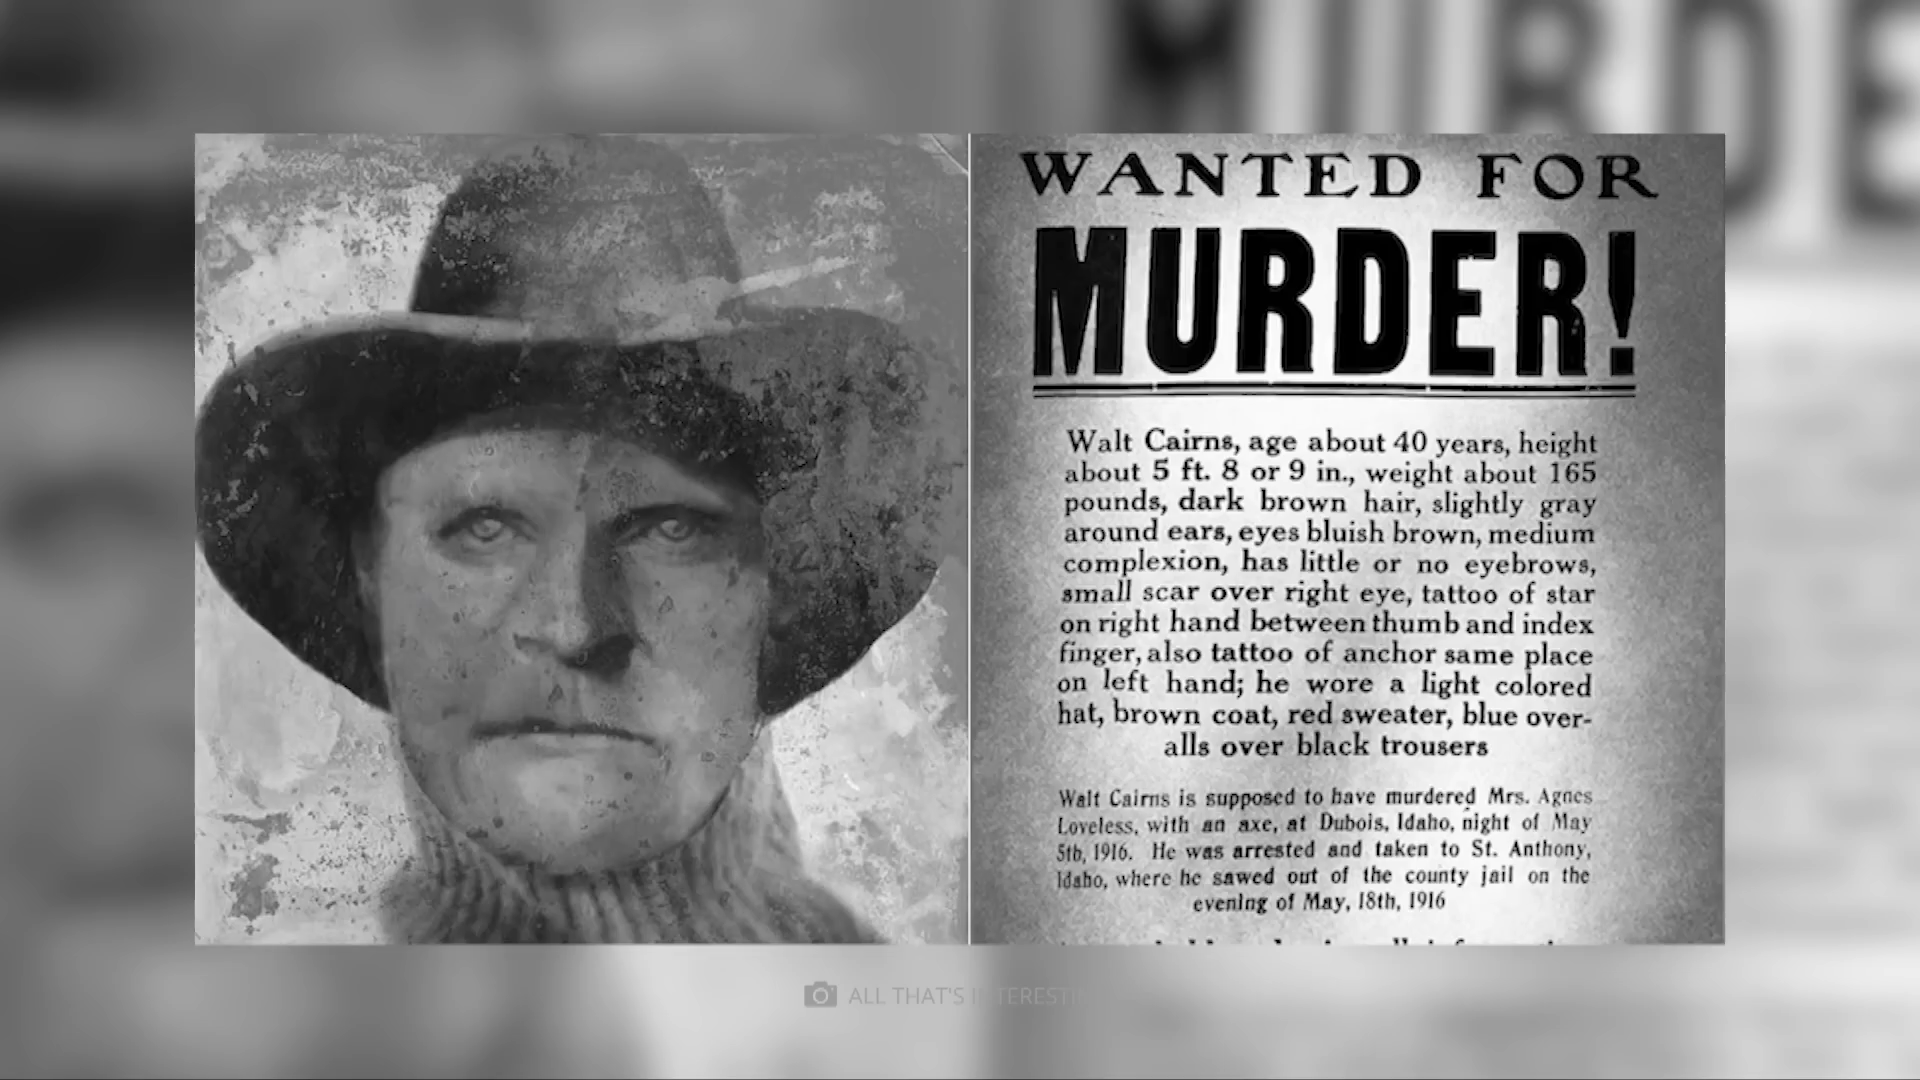 WANTED FOR
MURDER!
Walt Cairns, age about 40 years, height
about 5 ft. 8 or 9 in., weight about 165
pounds, dark brown hair, slightly gray
around ears, eyes bluish brown, medium
complexion, has little or no eyebrows,
small scar over right eye, tattoo of star
on right hand between thumb and index
finger, also tattoo of anchor same place
on left hand; he wore a light colored
hat, brown coat, red sweater, blue over-
alls over black trousers
Walt Cairns is supposed to have murdered Mrs. Agnes
Loveless, with an axe, at Dubois, Idaho, night of May
5th, 1916. He was arrested and taken to St. Anthony,
Idaho, where he sawed out of the county jail on the
evening of May, 18th, 1916
ALL THAT'S INTERESTING